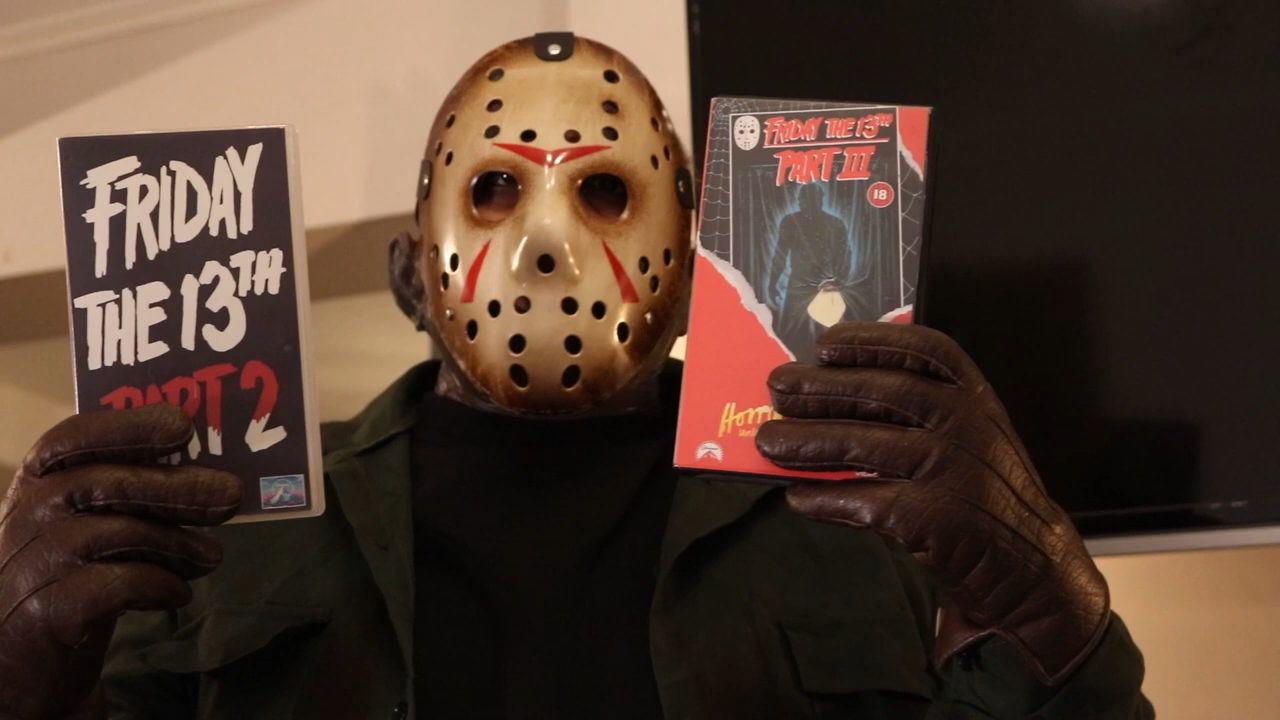 FRIDAY
THE 13TH
PART 2
FRIDAY THE 13TH
PART III
18